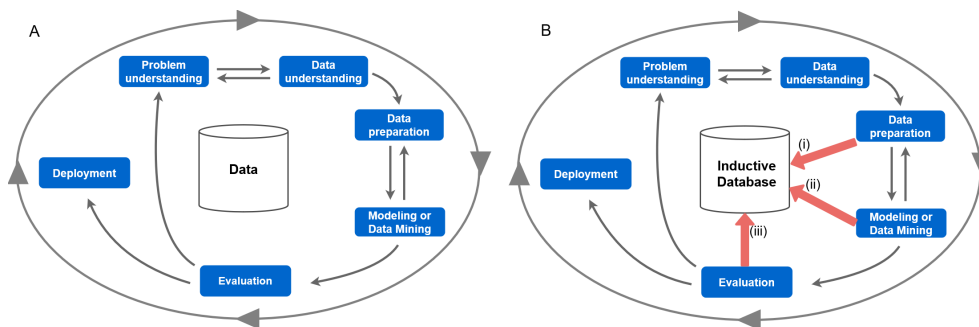 A
Problem
understanding
Data
understanding
Data
preparation
Data
Deployment
Modeling or
Data Mining
Evaluation
B
Problem
understanding
Data
understanding
Data
preparation
(i)
Inductive
Database
Deployment
(ii)
Modeling or
Data Mining
(iii)
Evaluation